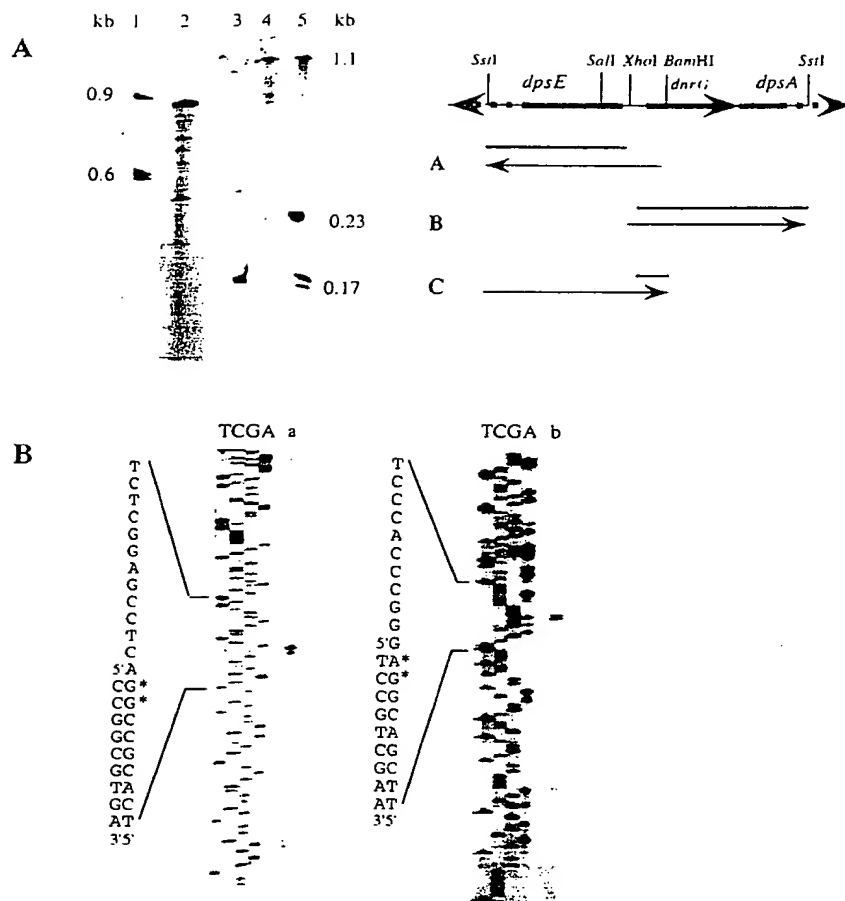 A
kb 1 2 3 4 5 kb
1.1
0.9
0.6
0.23
0.17
SstI SalI XhoI BamHI SstI
dpsE dnrG dpsA
A
B
C
B
TCGA a
T
C
T
C
G
G
A
G
C
C
T
C
5'A
CG*
CG*
GC
GC
CG
GC
TA
GC
AT
3'5'
TCGA b
T
C
C
C
A
C
C
C
G
G
5'G
TA*
CG*
CG
GC
TA
CG
GC
AT
AT
3'5'